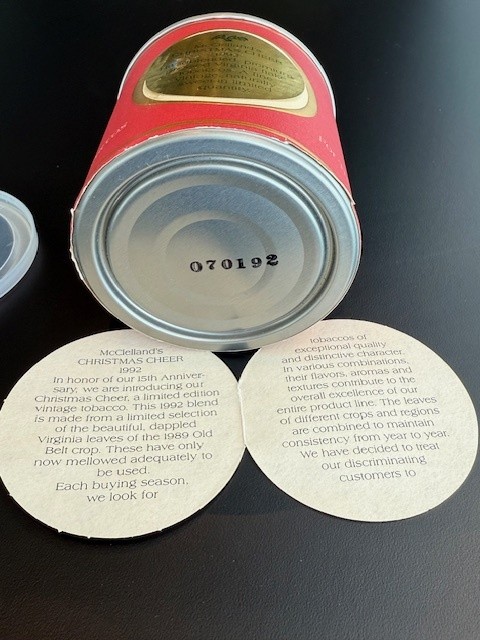 070192
McClelland's
CHRISTMAS CHEER
1992
In honor of our 15th Anniver-
sary, we are introducing our
Christmas Cheer, a limited edition
vintage tobacco. This 1992 blend
is made from a limited selection
of the beautiful, dappled
Virginia leaves of the 1989 Old
Belt crop. These have only
now mellowed adequately to
be used.
Each buying season,
we look for
tobaccos of
exceptional quality
and distinctive character.
In various combinations,
their flavors, aromas and
textures contribute to the
overall excellence of our
entire product line. The leaves
of different crops and regions
are combined to maintain
consistency from year to year.
We have decided to treat
our discriminating
customers to